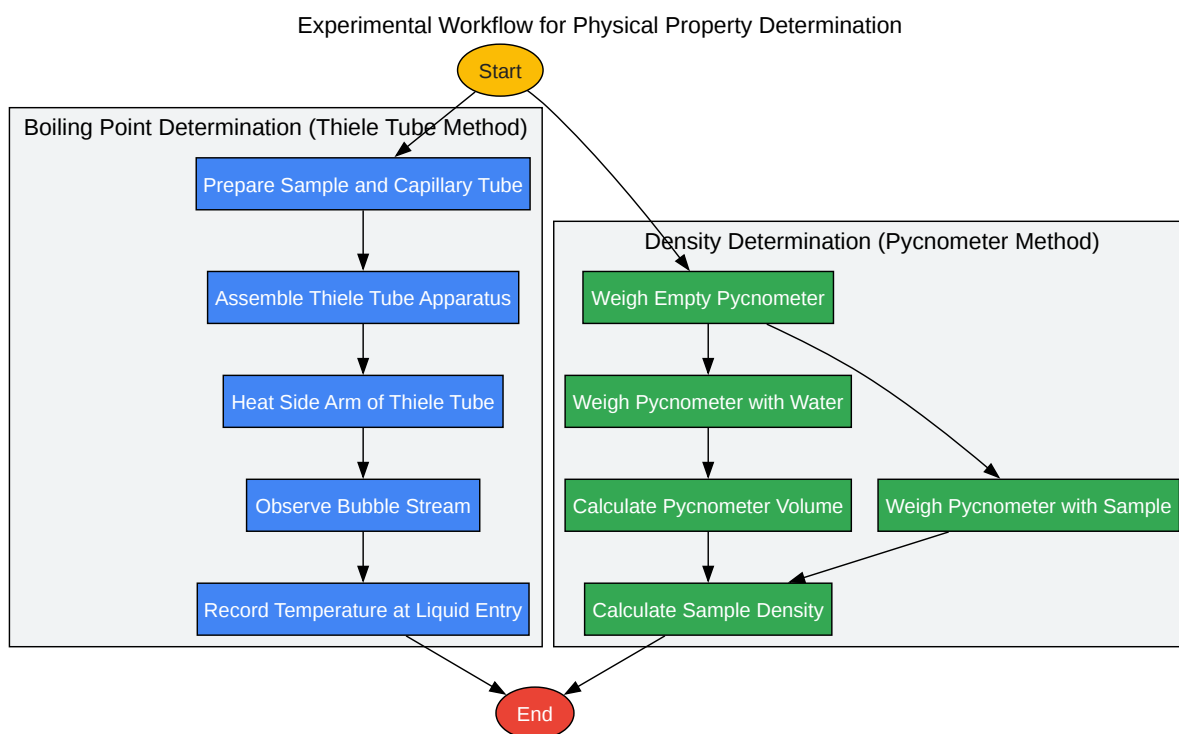 Experimental Workflow for Physical Property Determination
Start
Boiling Point Determination (Thiele Tube Method)
Prepare Sample and Capillary Tube
Assemble Thiele Tube Apparatus
Heat Side Arm of Thiele Tube
Observe Bubble Stream
Record Temperature at Liquid Entry
Density Determination (Pycnometer Method)
Weigh Empty Pycnometer
Weigh Pycnometer with Water
Calculate Pycnometer Volume
Weigh Pycnometer with Sample
Calculate Sample Density
End